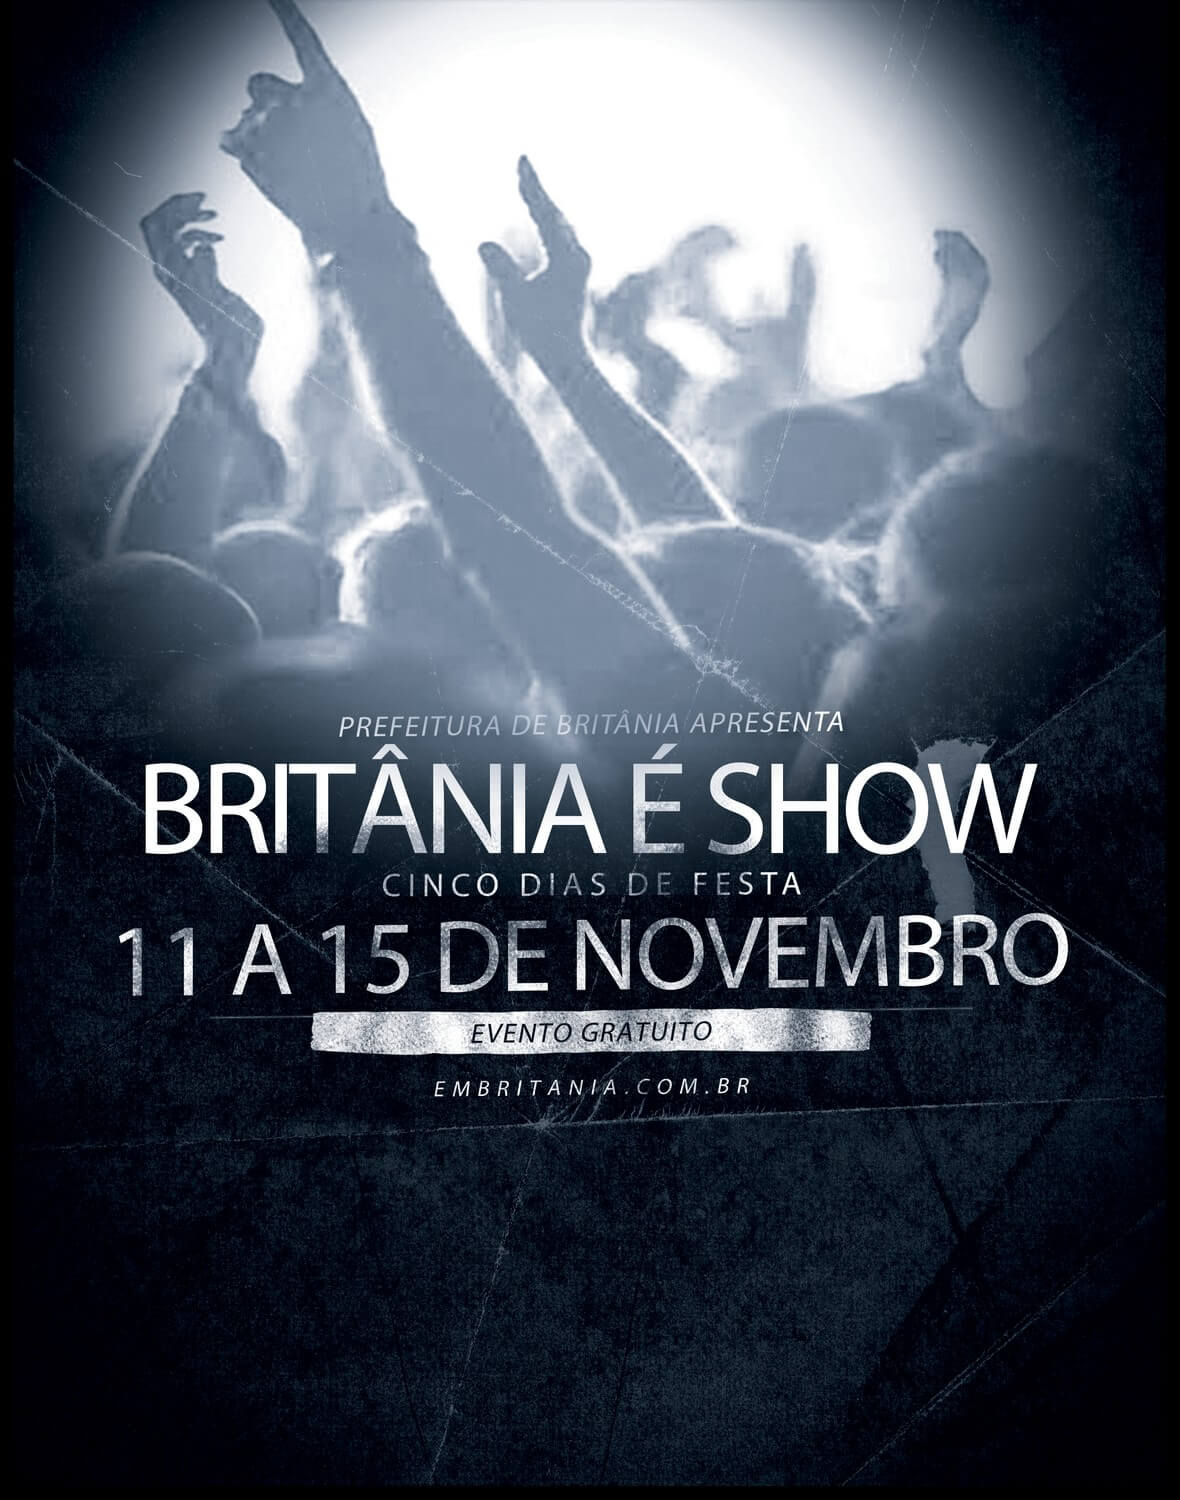 PREFEITURA DE BRITÂNIA APRESENTA
BRITÂNIA É SHOW
CINCO DIAS DE FESTA
11 A 15 DE NOVEMBRO
EVENTO GRATUITO
EMBRITANIA.COM.BR